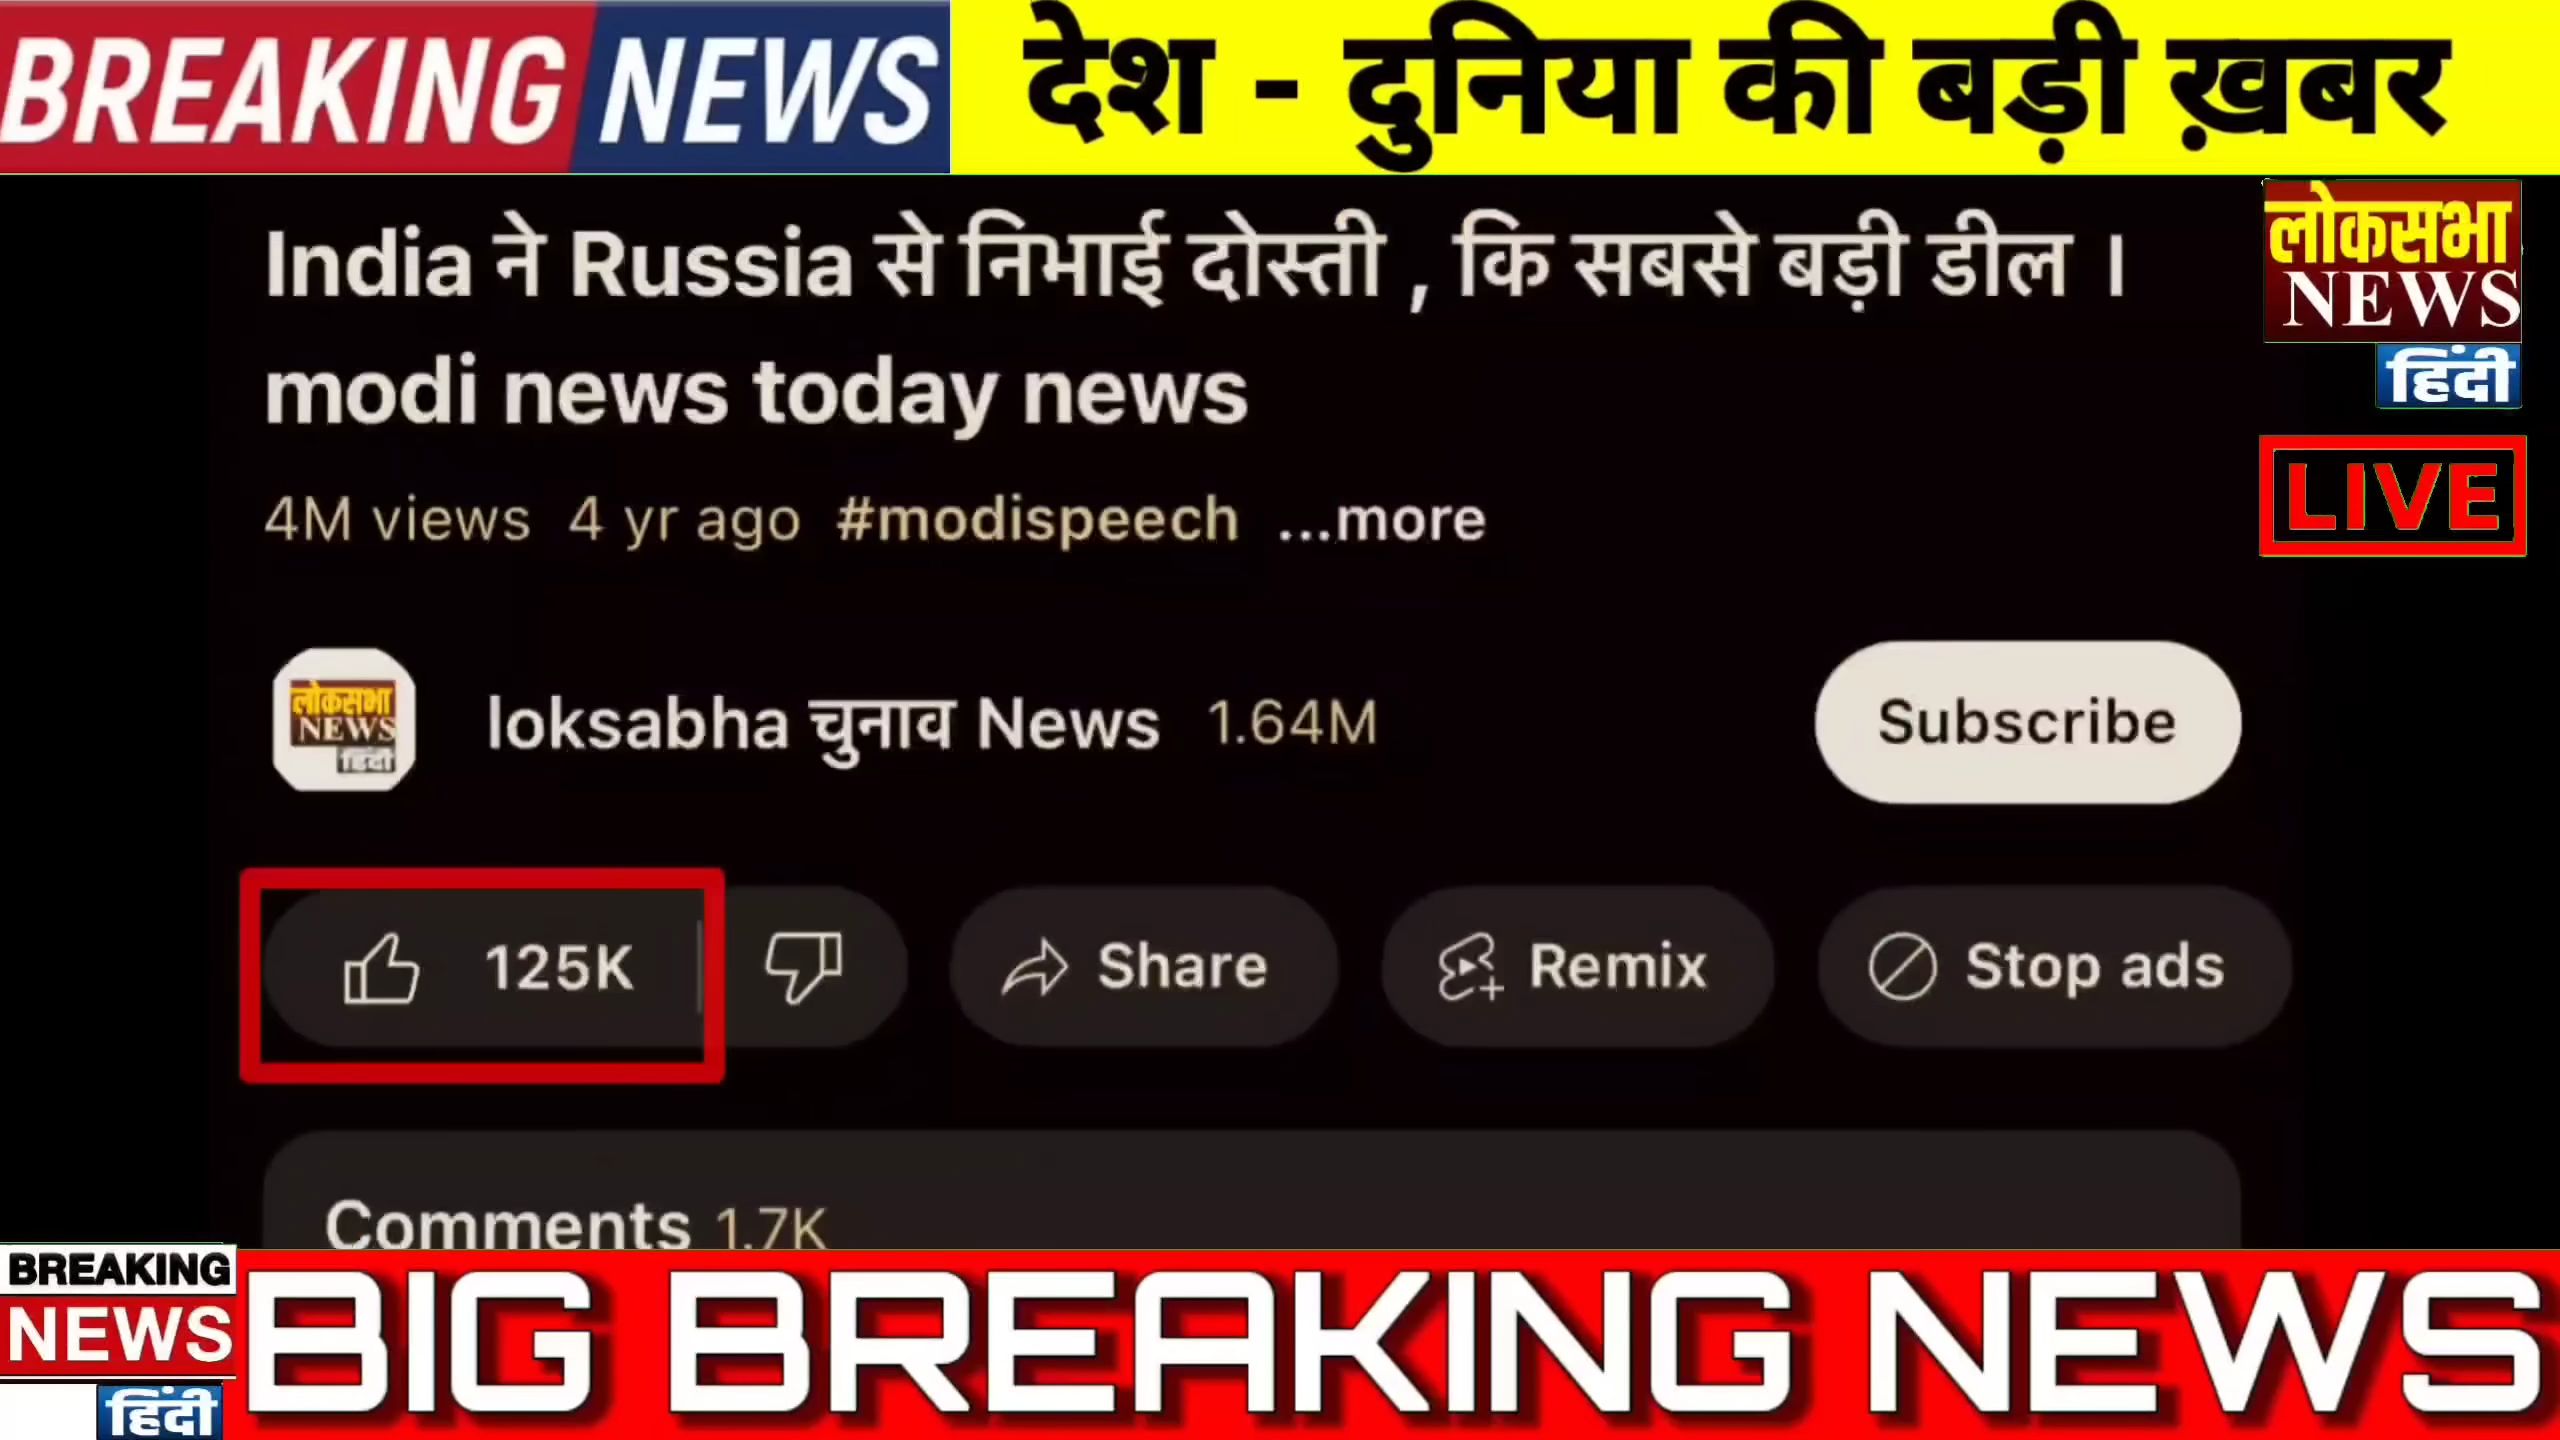 BREAKING NEWS
देश - दुनिया की बड़ी ख़बर
India ने Russia से निभाई दोस्ती , कि सबसे बड़ी डील ।
modi news today news
4M views 4 yr ago #modispeech ...more
लोकसभा
NEWS
हिंदी
LIVE
लोकसभा
NEWS
हिंदी
loksabha चुनाव News 1.64M
Subscribe
125K
Share
Remix
Stop ads
Comments 1.7K
BREAKING
NEWS
हिंदी
BIG BREAKING NEWS